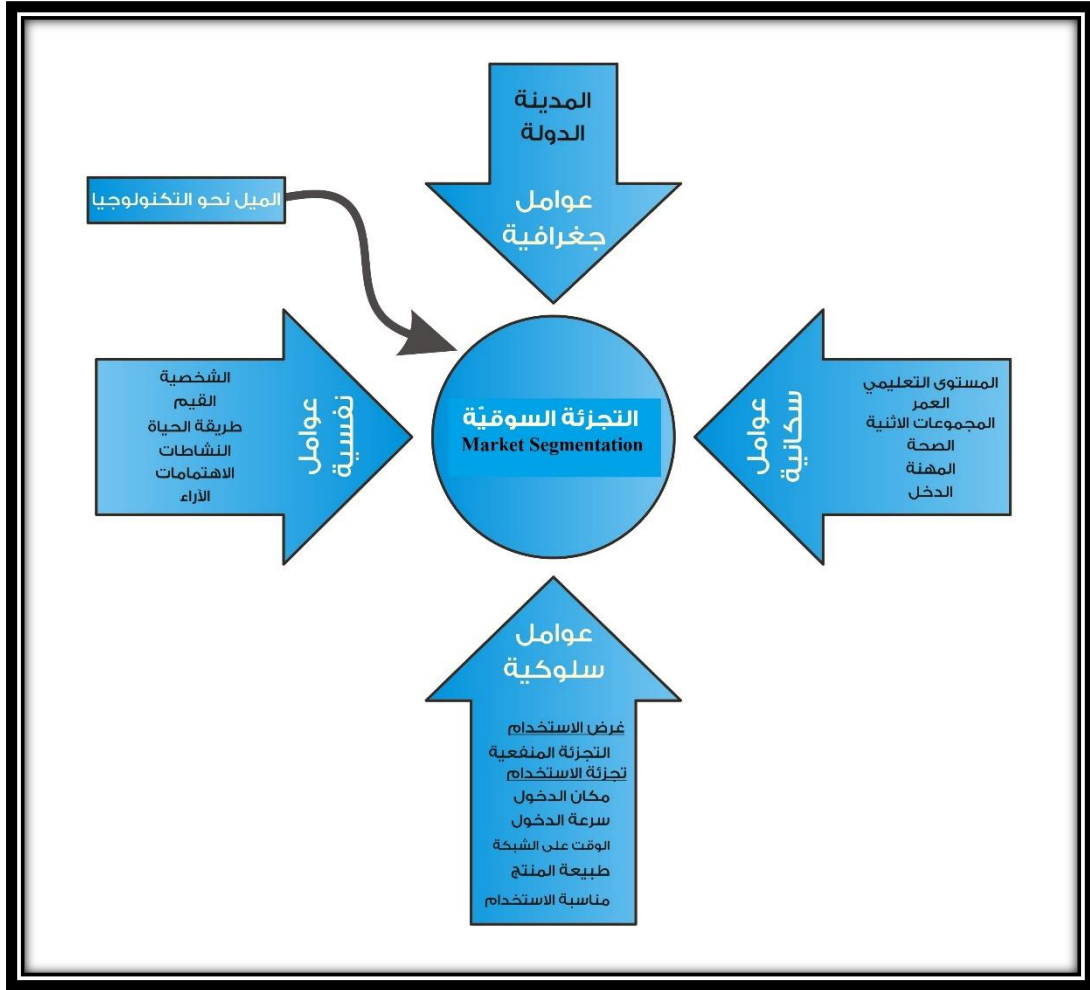 المدينة
الدولة
عوامل
جغرافية
الميل نحو التكنولوجيا
المستوى التعليمي
العمر
المجموعات الاثنية
الصحة
المهنة
الدخل
عوامل
سكانية
التجزئة السوقيّة
Market Segmentation
عوامل
نفسية
الشخصية
القيم
طريقة الحياة
النشاطات
الاهتمامات
الآراء
عوامل
سلوكية
غرض الاستخدام
التجزئة المنفعية
تجزئة الاستخدام
مكان الدخول
سرعة الدخول
الوقت على الشبكة
طبيعة المنتج
مناسبة الاستخدام